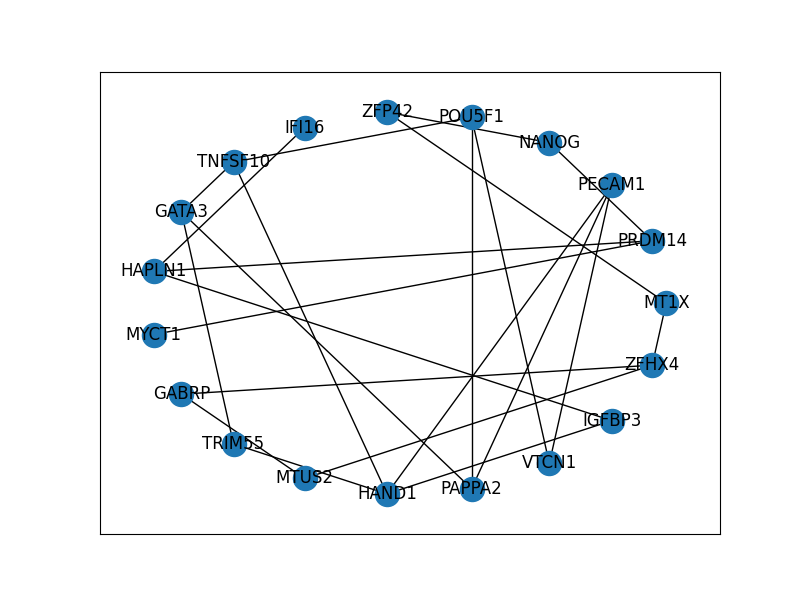 ZFP42
POU5F1
IFI16
NANOG
TNFSF10
PECAM1
GATA3
PRDM14
HAPLN1
MT1X
MYCT1
ZFHX4
GABRP
IGFBP3
TRIM55
VTCN1
MTUS2
PAPPA2
HAND1